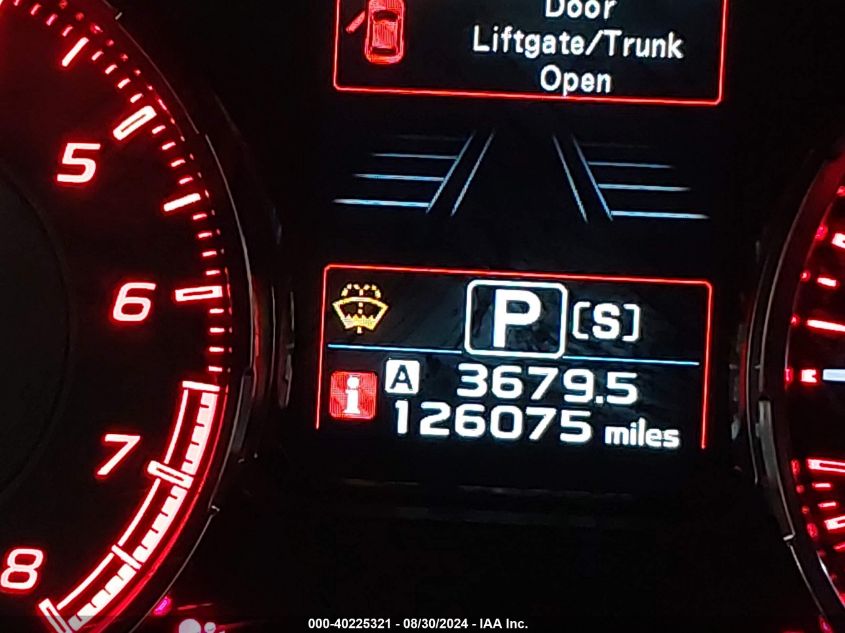 Door
Liftgate/Trunk
Open
5
6
7
8
P [S]
i A 3679.5
126075 miles
000-40225321 - 08/30/2024 - IAA Inc.